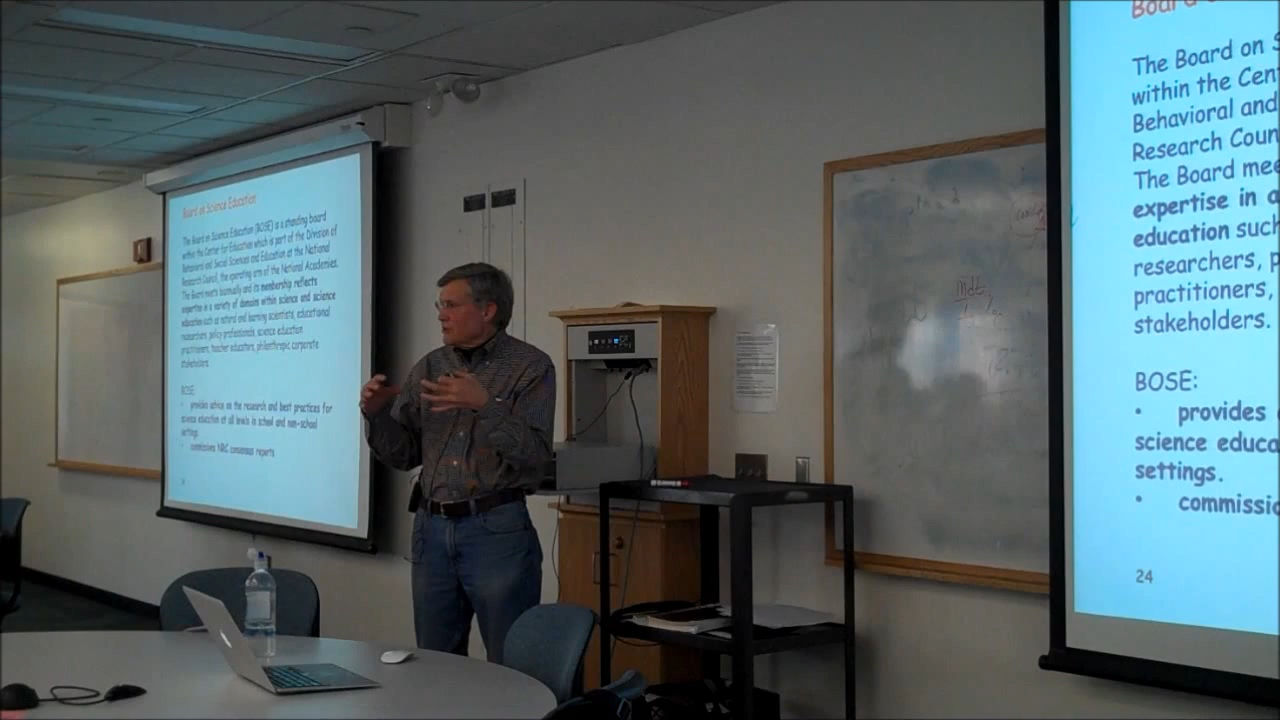 Board on Science Education
The Board on Science Education (BOSE) is a standing board
within the Center for Education which is part of the Division of
Behavioral and Social Sciences and Education at the National
Research Council, the operating arm of the National Academies.
The Board meets biannually and its membership reflects
expertise in a variety of domains within science and science
education such as natural and learning scientists, educational
researchers, policy professionals, science education
practitioners, teacher educators, philanthropic corporate
stakeholders.
BOSE:
• provides advice on the research and best practices for
science education at all levels in school and non-school
settings.
• commissions NRC consensus reports
Board
The Board on S
within the Cent
Behavioral and
Research Coun
The Board mee
expertise in a
education such
researchers, p
practitioners,
stakeholders.
BOSE:
• provides
science educa
settings.
• commissio
24